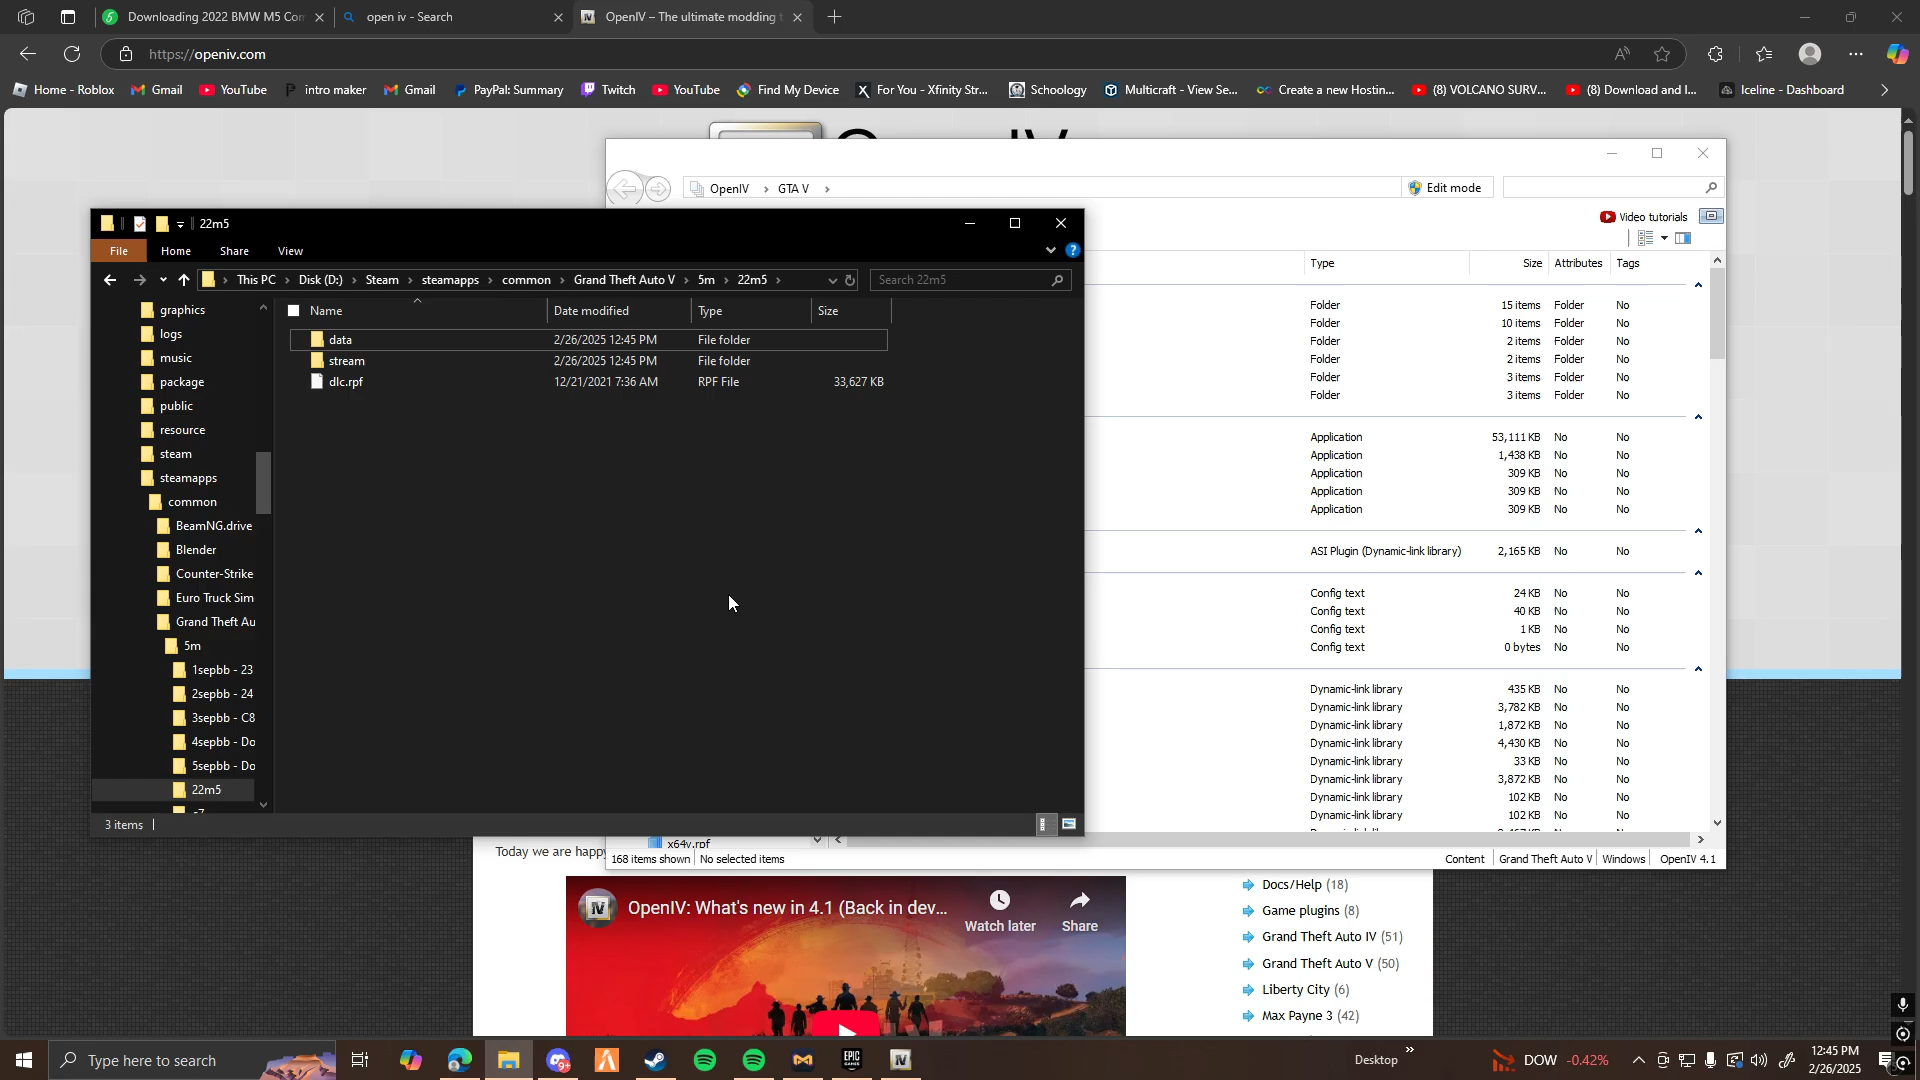 Downloading 2022 BMW M5 Con
open iv - Search
OpenIV – The ultimate modding t
https://openiv.com
Home - Roblox
Gmail
YouTube
intro maker
Gmail
PayPal: Summary
Twitch
YouTube
Find My Device
For You - Xfinity Str...
Schoology
Multicraft - View Se...
Create a new Hostin...
(8) VOLCANO SURV...
(8) Download and I...
Iceline - Dashboard
OpenIV
GTA V
Edit mode
Video tutorials
22m5
File
Home
Share
View
This PC
Disk (D:)
Steam
steamapps
common
Grand Theft Auto V
5m
22m5
Search 22m5
graphics
logs
music
package
public
resource
steam
steamapps
common
BeamNG.drive
Blender
Counter-Strike
Euro Truck Sim
Grand Theft Au
5m
1sepbb - 23
2sepbb - 24
3sepbb - C8
4sepbb - Do
5sepbb - Do
22m5
Name
Date modified
Type
Size
data 2/26/2025 12:45 PM File folder
stream 2/26/2025 12:45 PM File folder
dlc.rpf 12/21/2021 7:36 AM RPF File 33,627 KB
3 items
Type Size Attributes Tags
Folder 15 items Folder No
Folder 10 items Folder No
Folder 2 items Folder No
Folder 2 items Folder No
Folder 3 items Folder No
Folder 3 items Folder No
Application 53,111 KB No No
Application 1,438 KB No No
Application 309 KB No No
Application 309 KB No No
Application 309 KB No No
ASI Plugin (Dynamic-link library) 2,165 KB No No
Config text 24 KB No No
Config text 40 KB No No
Config text 1 KB No No
Config text 0 bytes No No
Dynamic-link library 435 KB No No
Dynamic-link library 3,782 KB No No
Dynamic-link library 1,872 KB No No
Dynamic-link library 4,430 KB No No
Dynamic-link library 33 KB No No
Dynamic-link library 3,872 KB No No
Dynamic-link library 102 KB No No
Dynamic-link library 102 KB No No
x64v.rpf
168 items shown
No selected items
Content
Grand Theft Auto V
Windows
OpenIV 4.1
Today we are happy
OpenIV: What's new in 4.1 (Back in dev...
Watch later
Share
Docs/Help (18)
Game plugins (8)
Grand Theft Auto IV (51)
Grand Theft Auto V (50)
Liberty City (6)
Max Payne 3 (42)
Type here to search
Desktop
DOW -0.42%
12:45 PM
2/26/2025